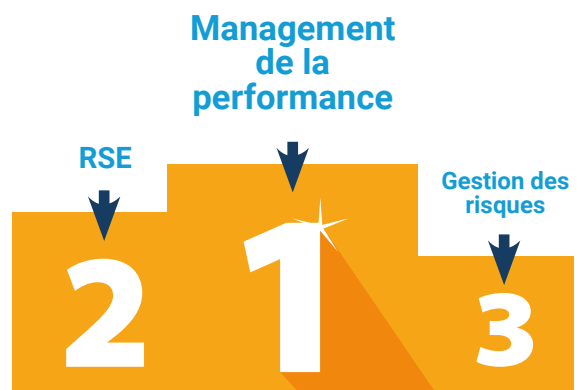 Management
de la
performance
RSE
Gestion des
risques
2
1
3